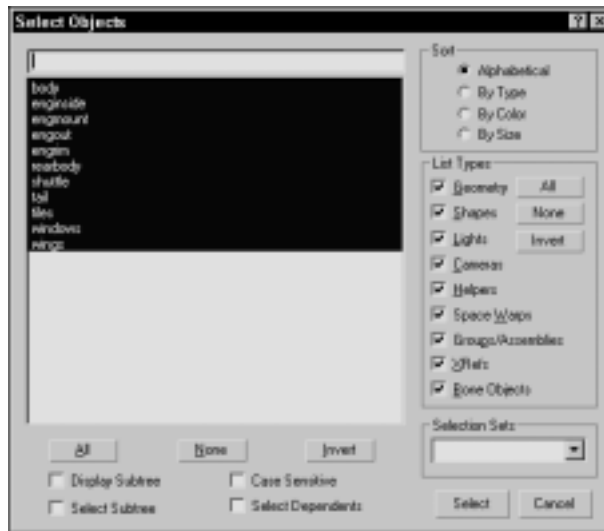 Select Objects
body
enginside
engmount
engout
engrim
rearbody
shuttle
tail
tiles
windows
wings
All None Invert
Display Subtree Case Sensitive
Select Subtree Select Dependents
Sort
Alphabetical
By Type
By Color
By Size
List Types
Geometry All
Shapes None
Lights Invert
Cameras
Helpers
Space Warps
Groups/Assemblies
XRefs
Bone Objects
Selection Sets
Select Cancel